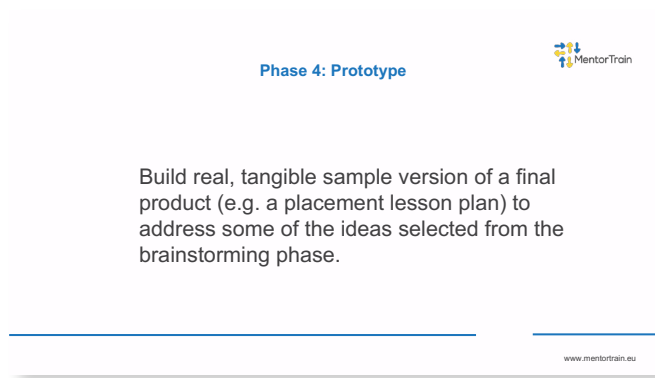 Phase 4: Prototype
MentorTrain
Build real, tangible sample version of a final
product (e.g. a placement lesson plan) to
address some of the ideas selected from the
brainstorming phase.
www.mentortrain.eu